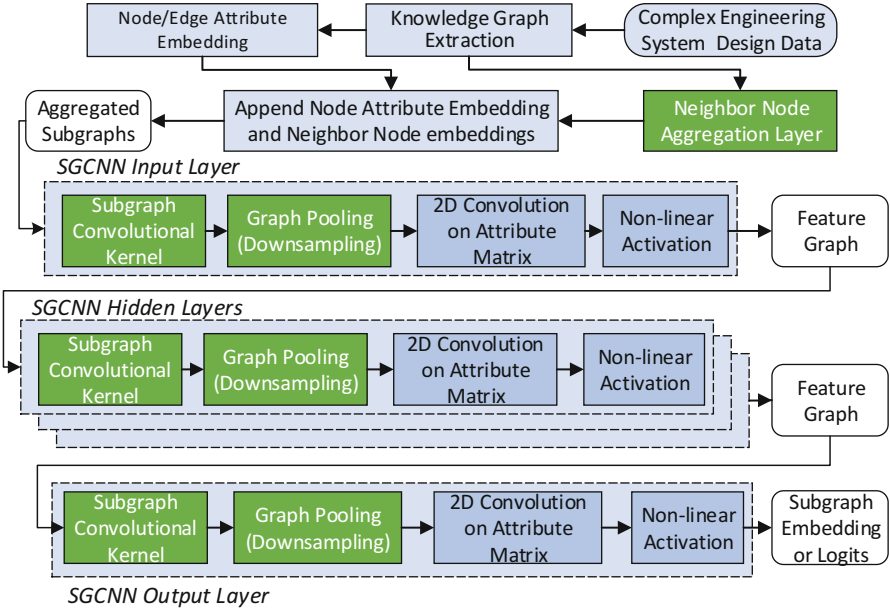 Node/Edge Attribute
Embedding
Knowledge Graph
Extraction
Complex Engineering
System Design Data
Aggregated
Subgraphs
Append Node Attribute Embedding
and Neighbor Node embeddings
Neighbor Node
Aggregation Layer
SGCNN Input Layer
Subgraph
Convolutional
Kernel
Graph Pooling
(Downsampling)
2D Convolution
on Attribute
Matrix
Non-linear
Activation
Feature
Graph
SGCNN Hidden Layers
Subgraph
Convolutional
Kernel
Graph Pooling
(Downsampling)
2D Convolution
on Attribute
Matrix
Non-linear
Activation
Feature
Graph
Subgraph
Convolutional
Kernel
Graph Pooling
(Downsampling)
2D Convolution
on Attribute
Matrix
Non-linear
Activation
Subgraph
Embedding
or Logits
SGCNN Output Layer